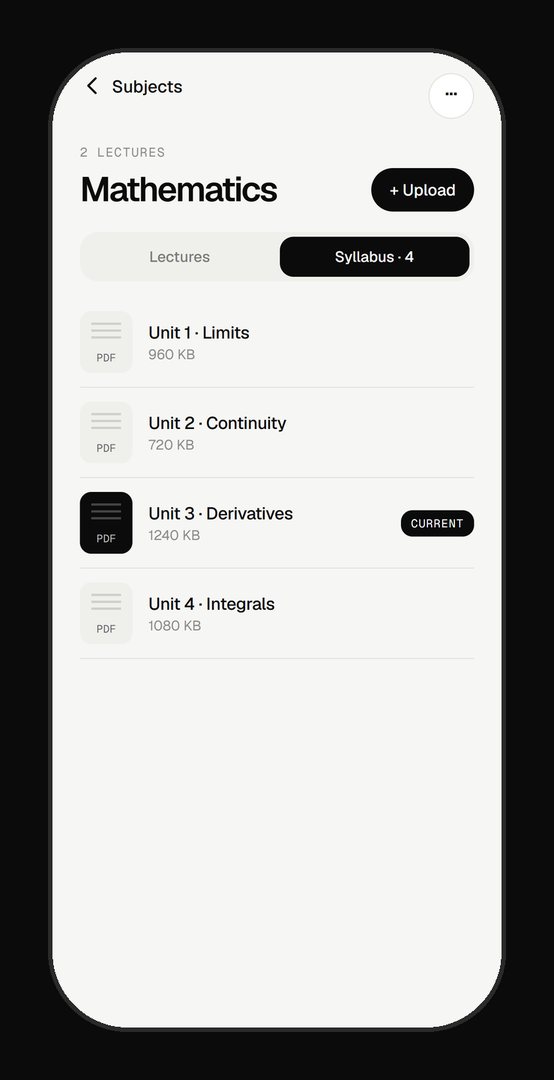 Subjects
...
2 LECTURES
Mathematics
+ Upload
Lectures
Syllabus · 4
PDF
Unit 1 · Limits
960 KB
PDF
Unit 2 · Continuity
720 KB
PDF
Unit 3 · Derivatives
1240 KB
CURRENT
PDF
Unit 4 · Integrals
1080 KB